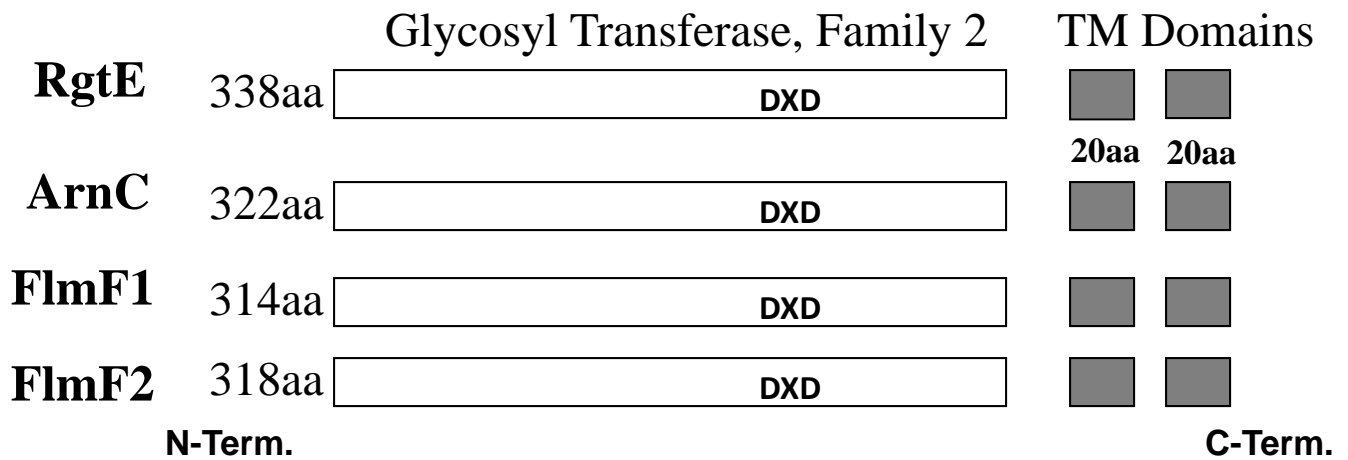 Glycosyl Transferase, Family 2 TM Domains
RgtE 338aa DXD
20aa 20aa
ArnC 322aa DXD
FlmF1 314aa DXD
FlmF2 318aa DXD
N-Term. C-Term.